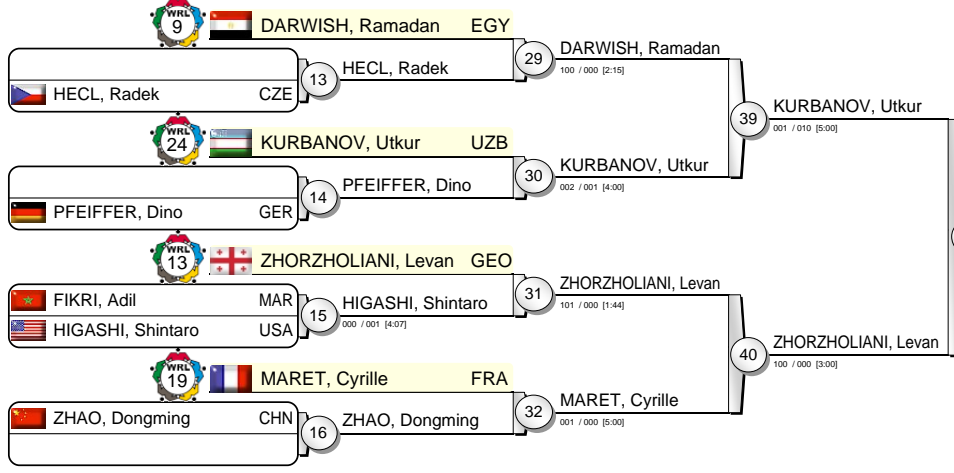 WRL
9
DARWISH, Ramadan EGY
29
DARWISH, Ramadan
100 / 000 [2:15]
13
HECL, Radek
HECL, Radek CZE
39
KURBANOV, Utkur
001 / 010 [5:00]
WRL
24
KURBANOV, Utkur UZB
30
KURBANOV, Utkur
002 / 001 [4:00]
14
PFEIFFER, Dino
PFEIFFER, Dino GER
WRL
13
ZHORZHOLIANI, Levan GEO
31
ZHORZHOLIANI, Levan
101 / 000 [1:44]
FIKRI, Adil MAR
15
HIGASHI, Shintaro
000 / 001 [4:07]
HIGASHI, Shintaro USA
40
ZHORZHOLIANI, Levan
100 / 000 [3:00]
WRL
19
MARET, Cyrille FRA
32
MARET, Cyrille
001 / 000 [5:00]
ZHAO, Dongming CHN
16
ZHAO, Dongming